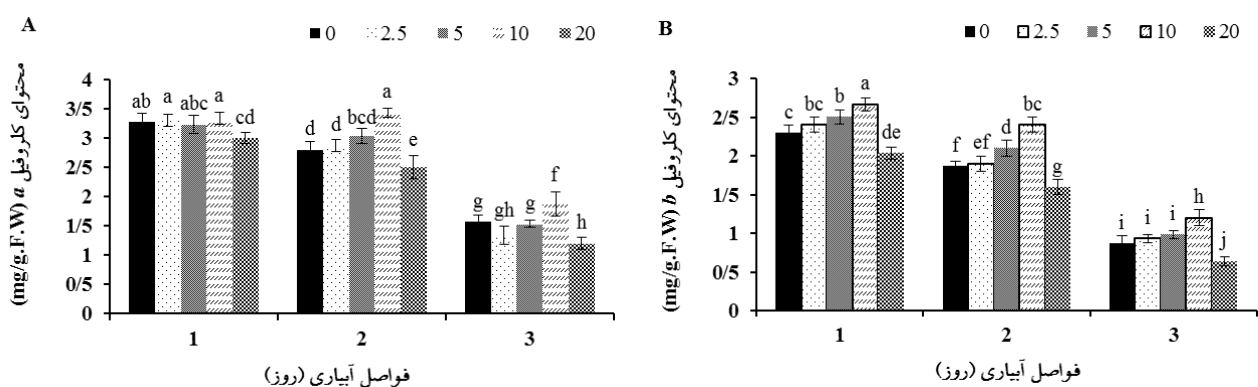 A
0 2.5 5 10 20
محتوای کلروفیل a (mg/g.F.W)
4
3/5
3
2/5
2
1/5
1
0/5
0
ab a abc a cd
d d bcd a e
g gh g f h
1 2 3
فواصل آبیاری (روز)
B
0 2.5 5 10 20
محتوای کلروفیل b (mg/g.F.W)
3
2/5
2
1/5
1
0/5
0
c bc b a de
f ef d bc g
i i i h j
1 2 3
فواصل آبیاری (روز)